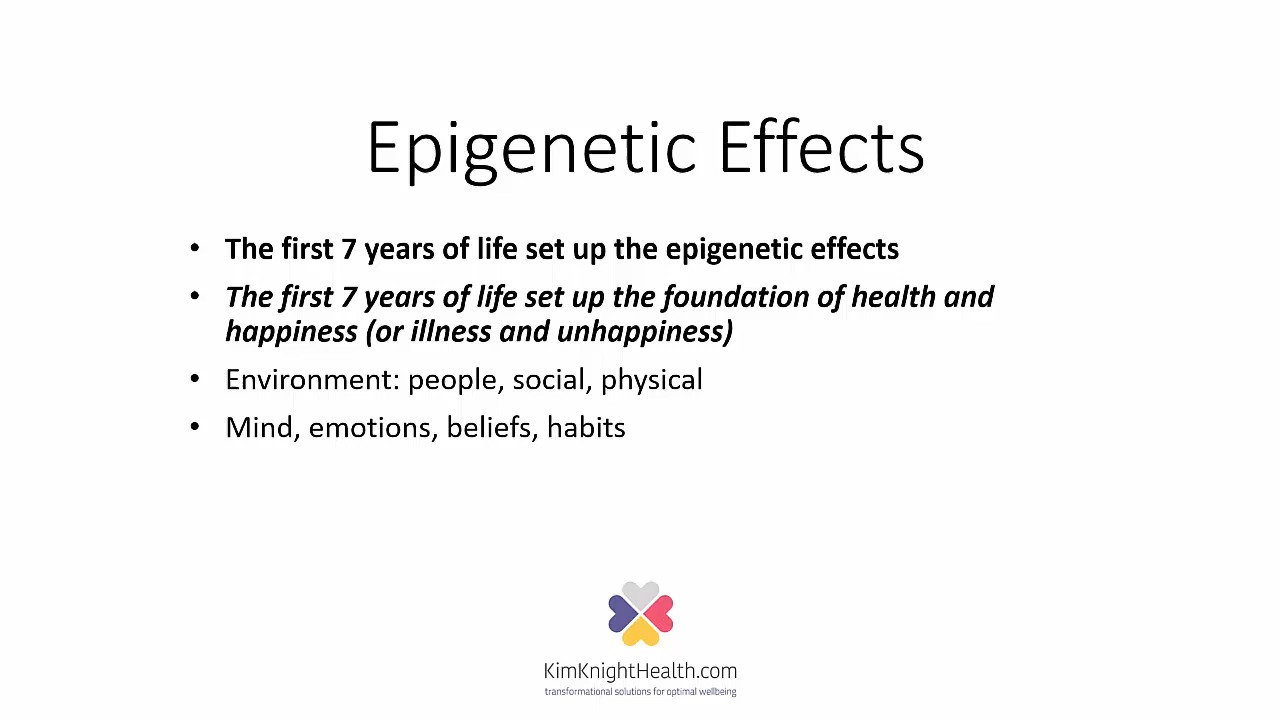 Epigenetic Effects
• The first 7 years of life set up the epigenetic effects
• The first 7 years of life set up the foundation of health and
happiness (or illness and unhappiness)
• Environment: people, social, physical
• Mind, emotions, beliefs, habits
KimKnightHealth.com
transformational solutions for optimal wellbeing